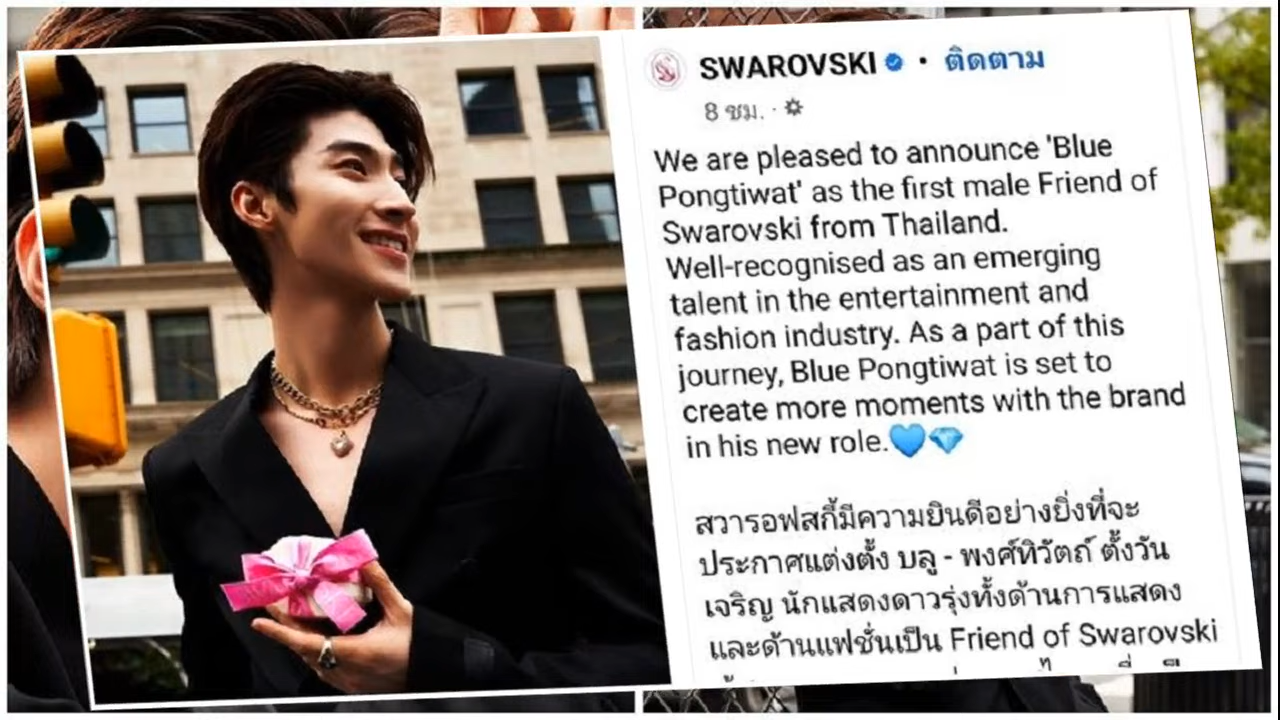 SWAROVSKI • ติดตาม
8 ชม. ·
We are pleased to announce 'Blue
Pongtiwat' as the first male Friend of
Swarovski from Thailand.
Well-recognised as an emerging
talent in the entertainment and
fashion industry. As a part of this
journey, Blue Pongtiwat is set to
create more moments with the brand
in his new role.💙💎
สวารอฟสกี้มีความยินดีอย่างยิ่งที่จะ
ประกาศแต่งตั้ง บลู - พงศ์ทิวัตถ์ ตั้งวัน
เจริญ นักแสดงดาวรุ่งทั้งด้านการแสดง
และด้านแฟชั่นเป็น Friend of Swarovski